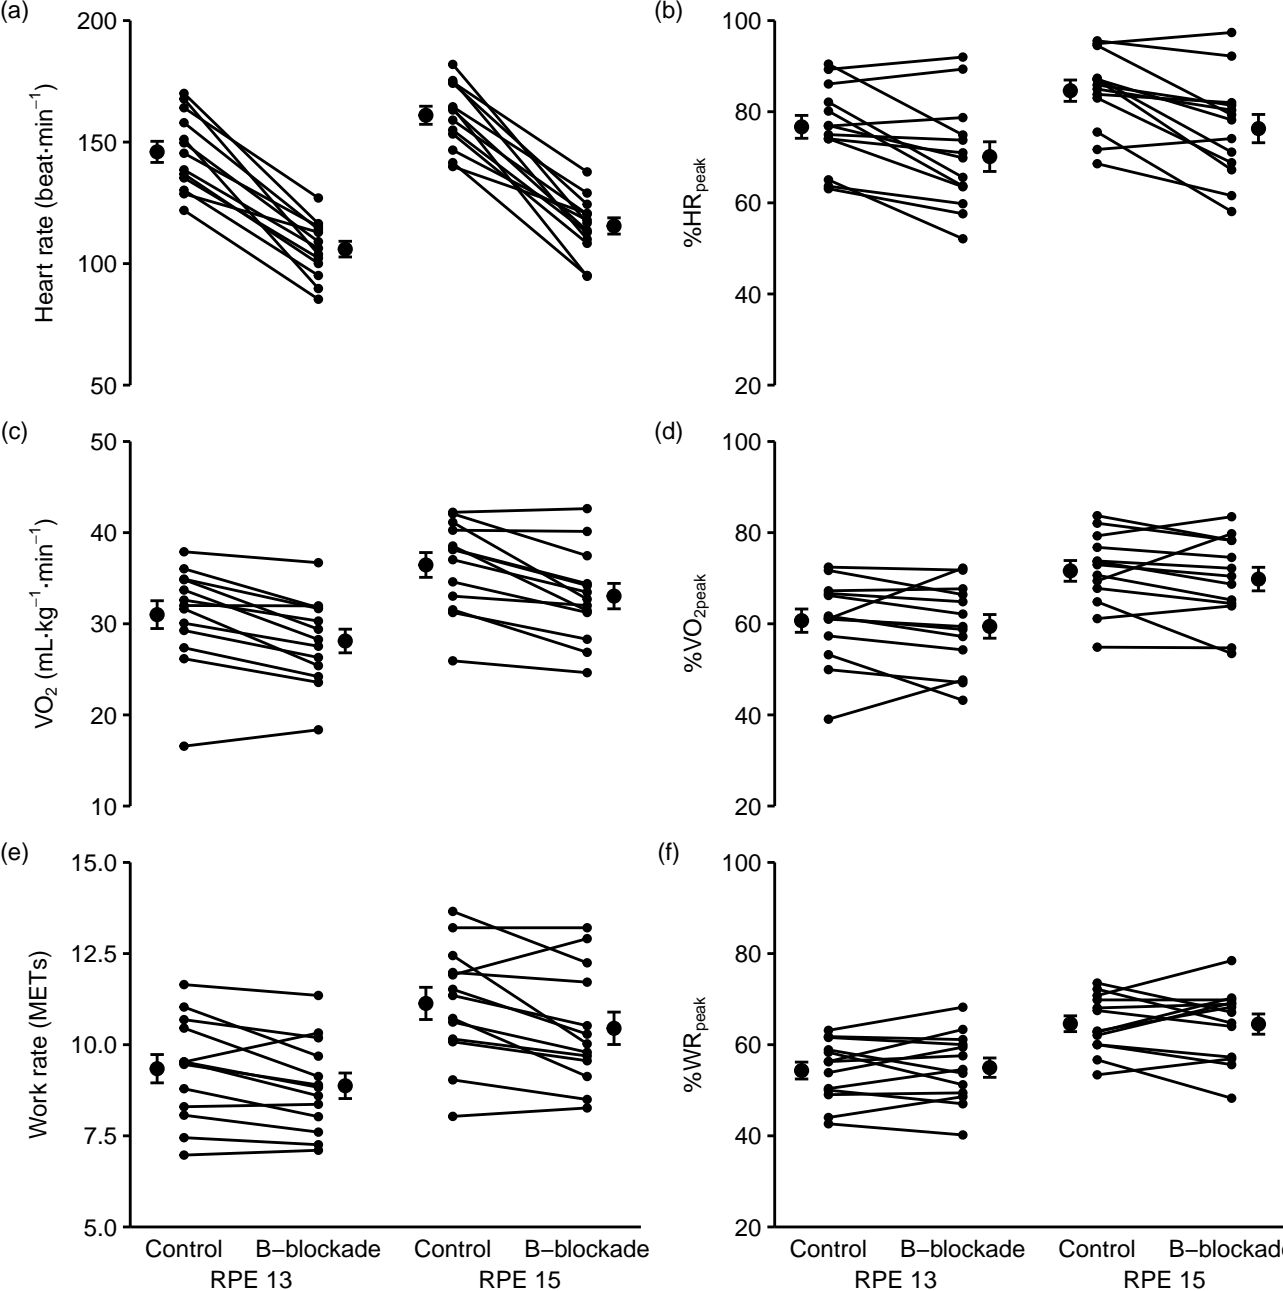 (a)
Heart rate (beat·min⁻¹)
200
150
100
50
(b)
%HRpeak
100
80
60
40
20
(c)
VO₂ (mL·kg⁻¹·min⁻¹)
50
40
30
20
10
(d)
%VO₂peak
100
80
60
40
20
(e)
Work rate (METs)
15.0
12.5
10.0
7.5
5.0
Control B−blockade Control B−blockade
RPE 13 RPE 15
(f)
%WRpeak
100
80
60
40
20
Control B−blockade Control B−blockade
RPE 13 RPE 15